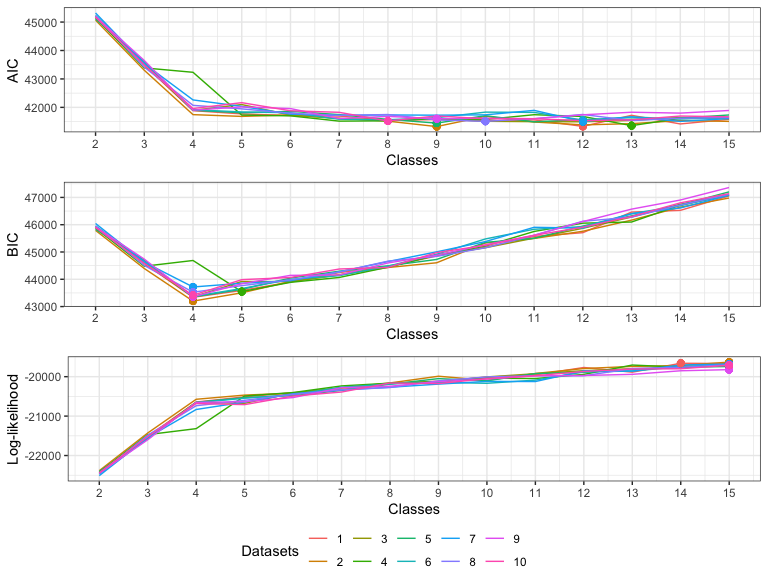 AIC
45000
44000
43000
42000
2 3 4 5 6 7 8 9 10 11 12 13 14 15
Classes
BIC
47000
46000
45000
44000
43000
2 3 4 5 6 7 8 9 10 11 12 13 14 15
Classes
Log-likelihood
-20000
-21000
-22000
2 3 4 5 6 7 8 9 10 11 12 13 14 15
Classes
Datasets
1 3 5 7 9
2 4 6 8 10